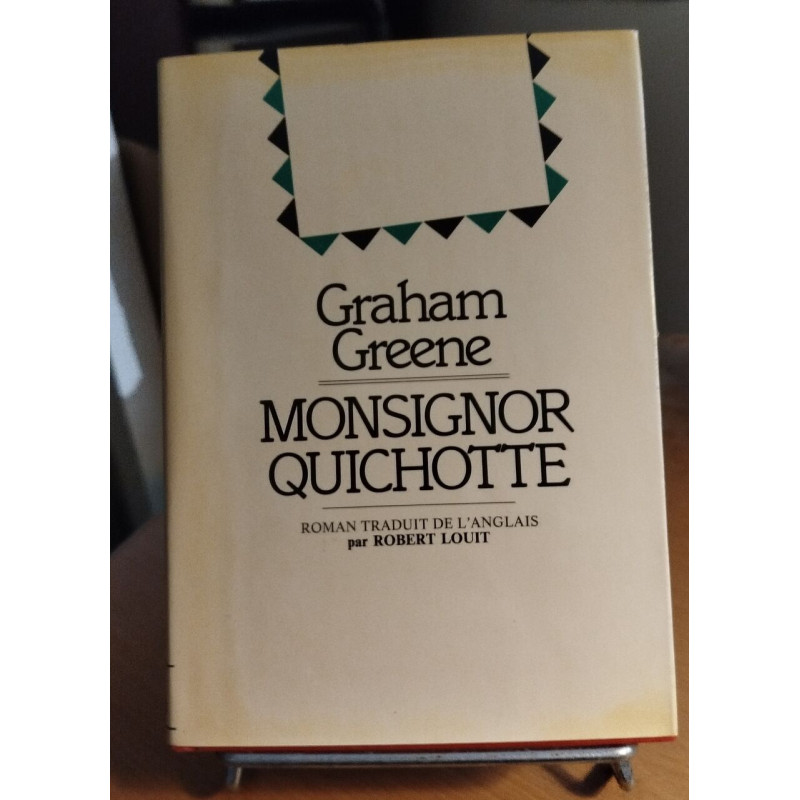 Graham
Greene
MONSIGNOR
QUICHOTTE
ROMAN TRADUIT DE L'ANGLAIS
par ROBERT LOUIT